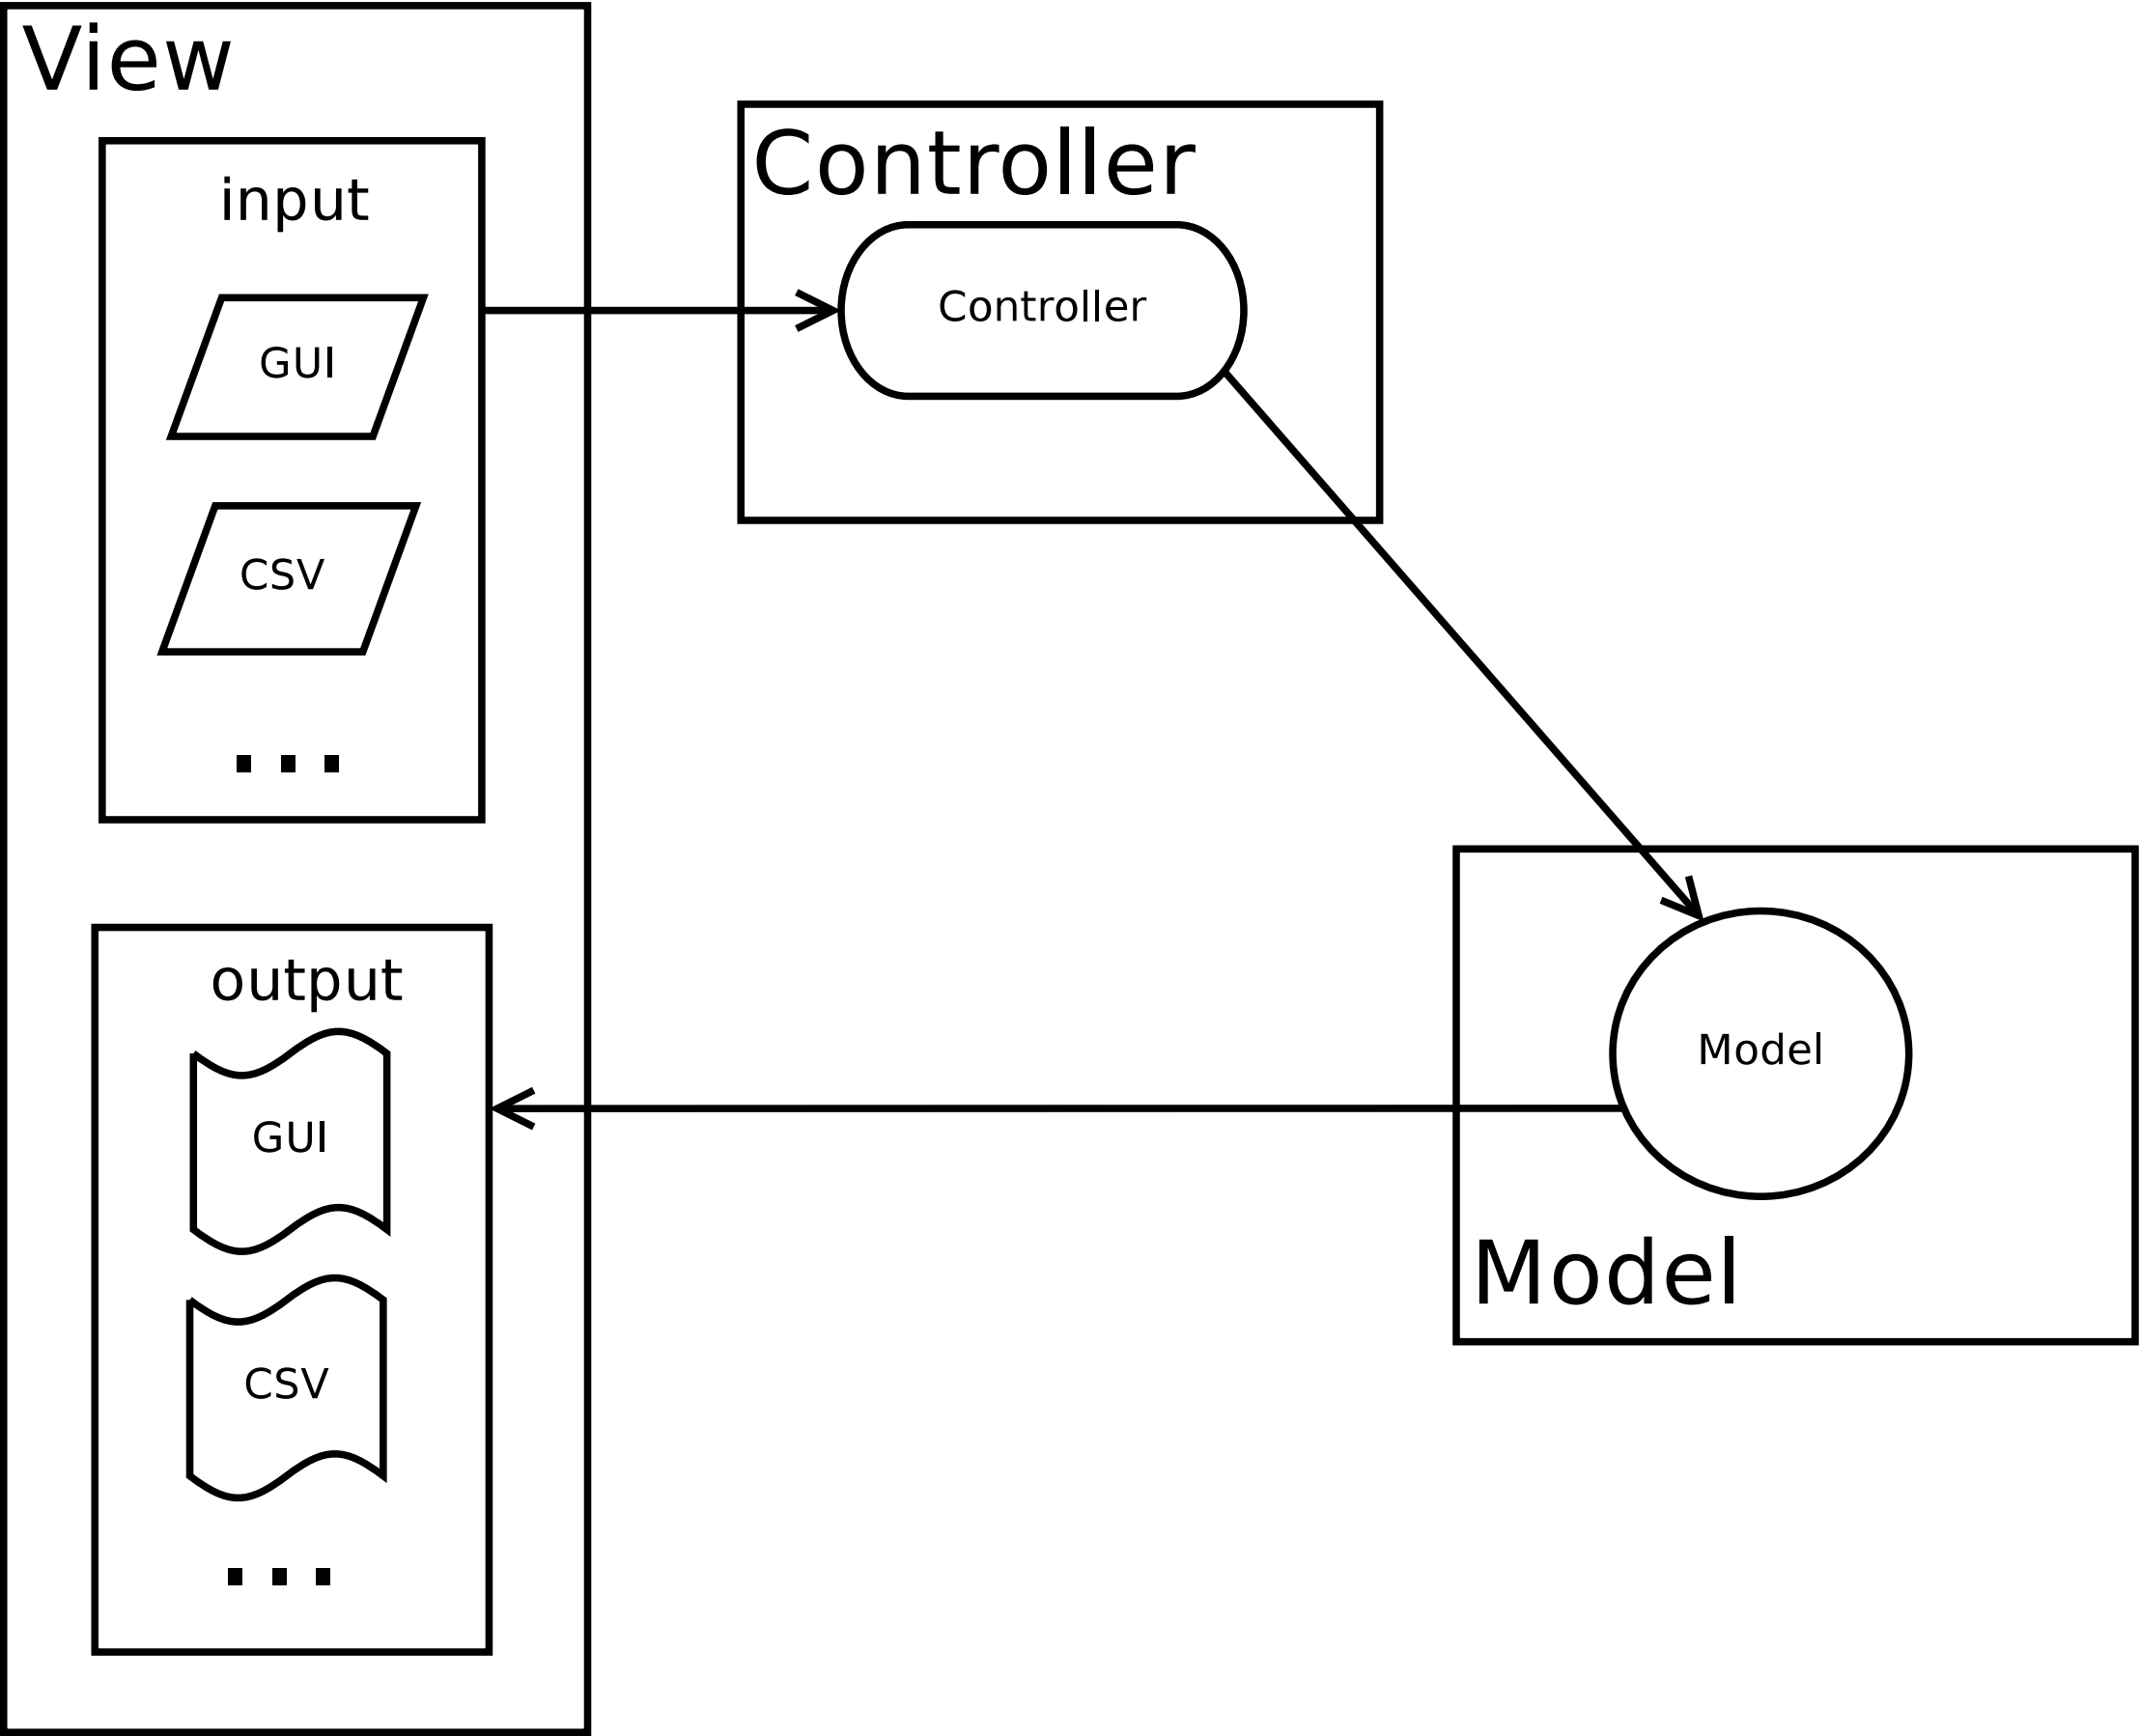 View
input
GUI
CSV
...
output
GUI
CSV
...
Controller
Controller
Model
Model